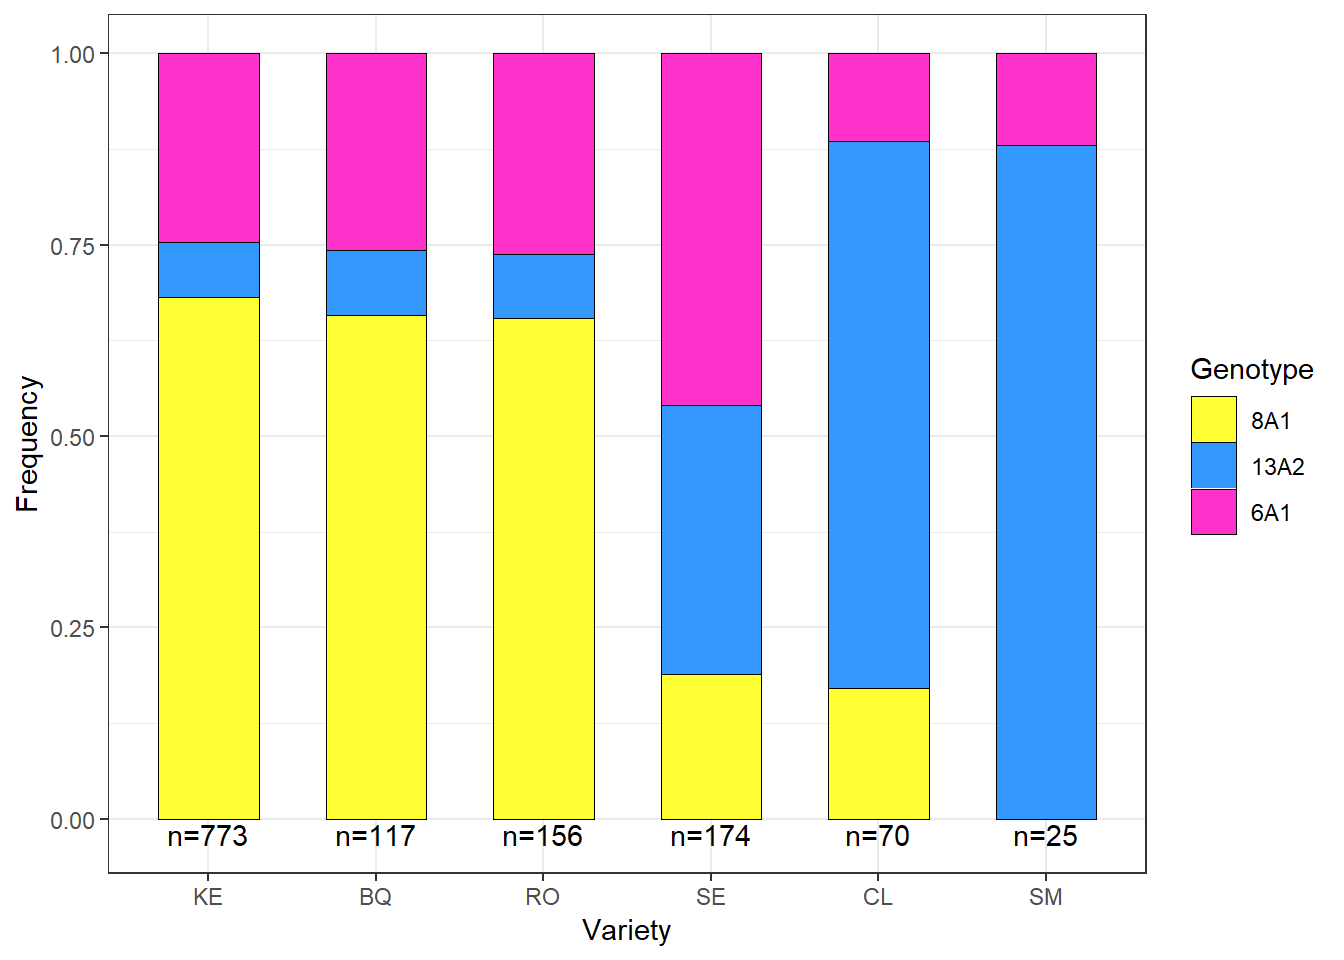 1.00
0.75
0.50
0.25
0.00
Frequency
n=773 n=117 n=156 n=174 n=70 n=25
KE BQ RO SE CL SM
Variety
Genotype
8A1
13A2
6A1